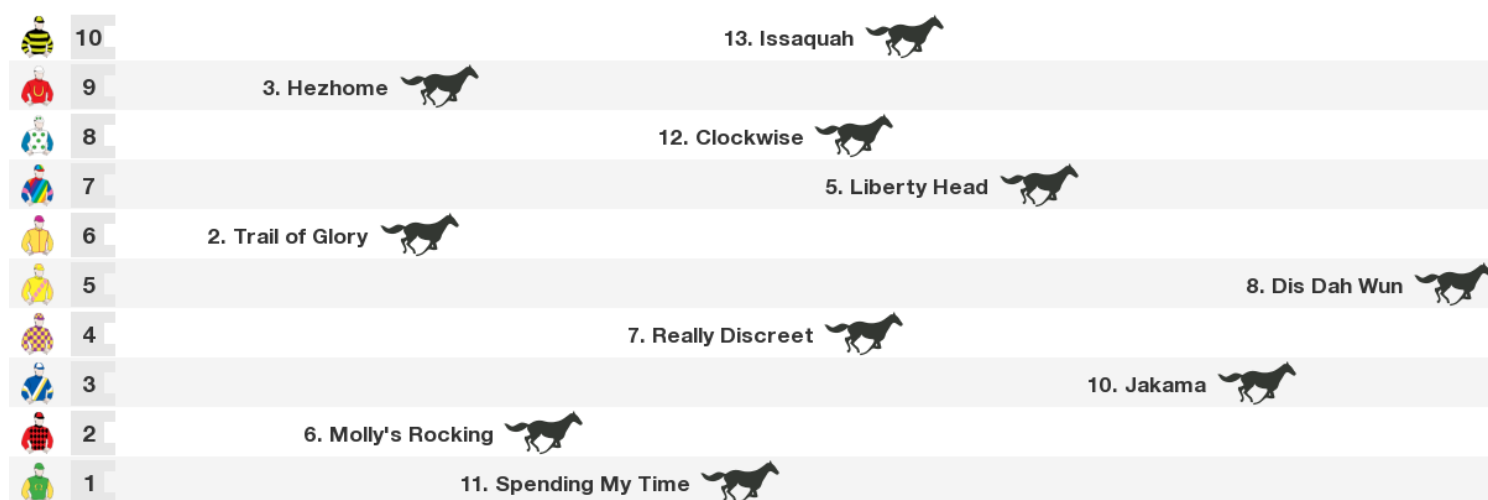 10 13. Issaquah
9 3. Hezhome
8 12. Clockwise
7 5. Liberty Head
6 2. Trail of Glory
5 8. Dis Dah Wun
4 7. Really Discreet
3 10. Jakama
2 6. Molly's Rocking
1 11. Spending My Time